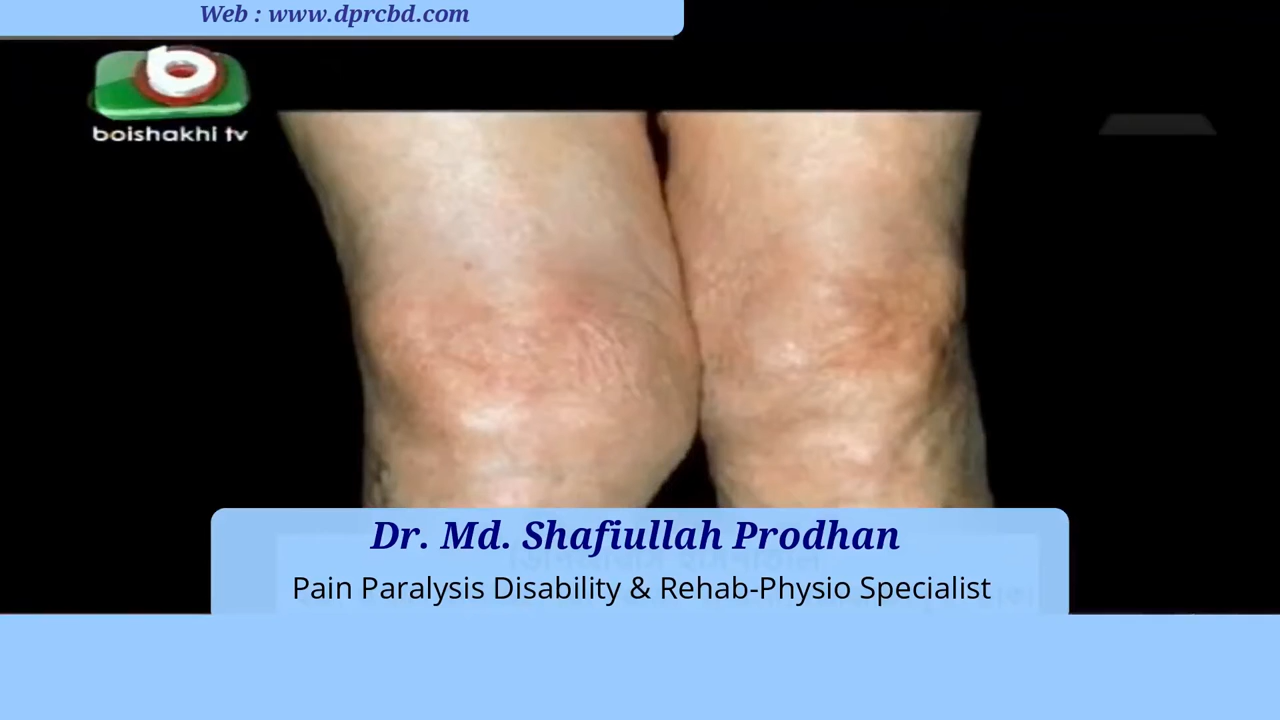 Web : www.dprcbd.com
boishakhi tv
Dr. Md. Shafiullah Prodhan
Pain Paralysis Disability & Rehab-Physio Specialist